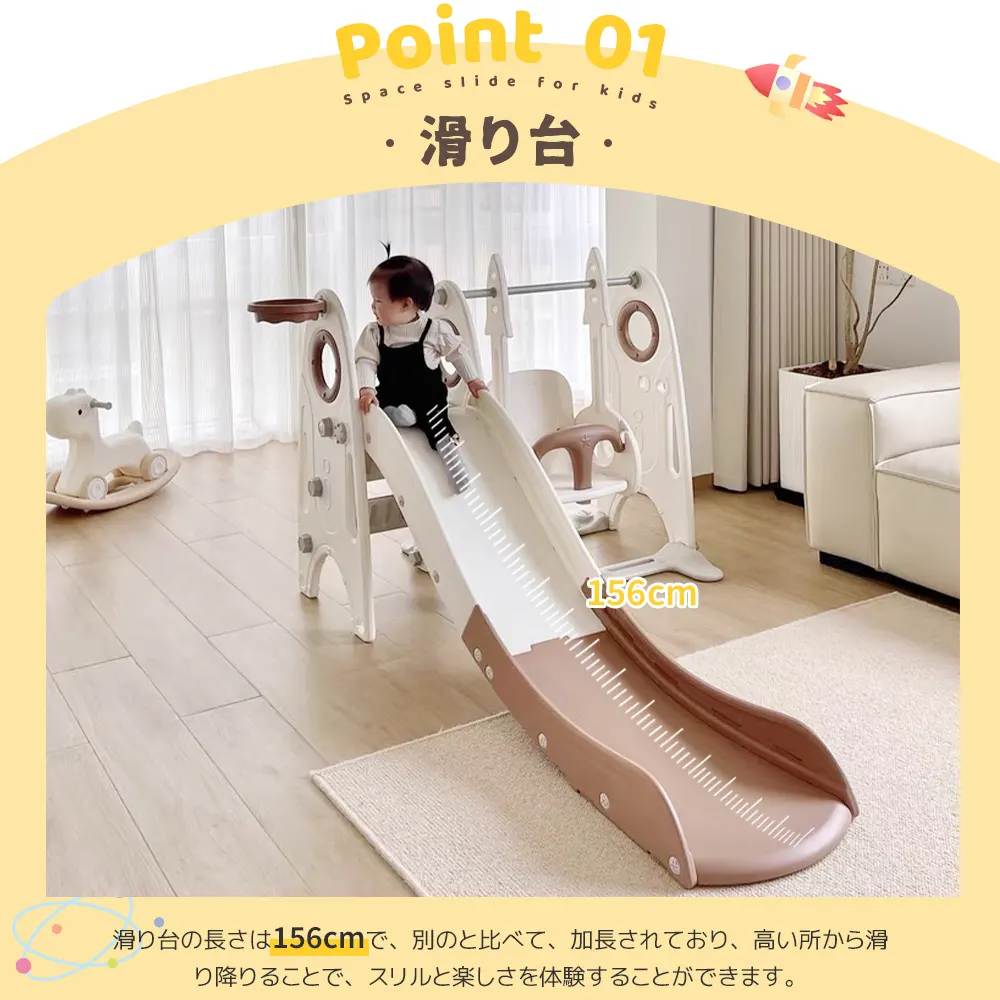 Point 01
Space slide for kids
・滑り台・
156cm
滑り台の長さは156cmで、別のと比べて、加長されており、高い所から滑
り降りることで、スリルと楽しさを体験することができます。